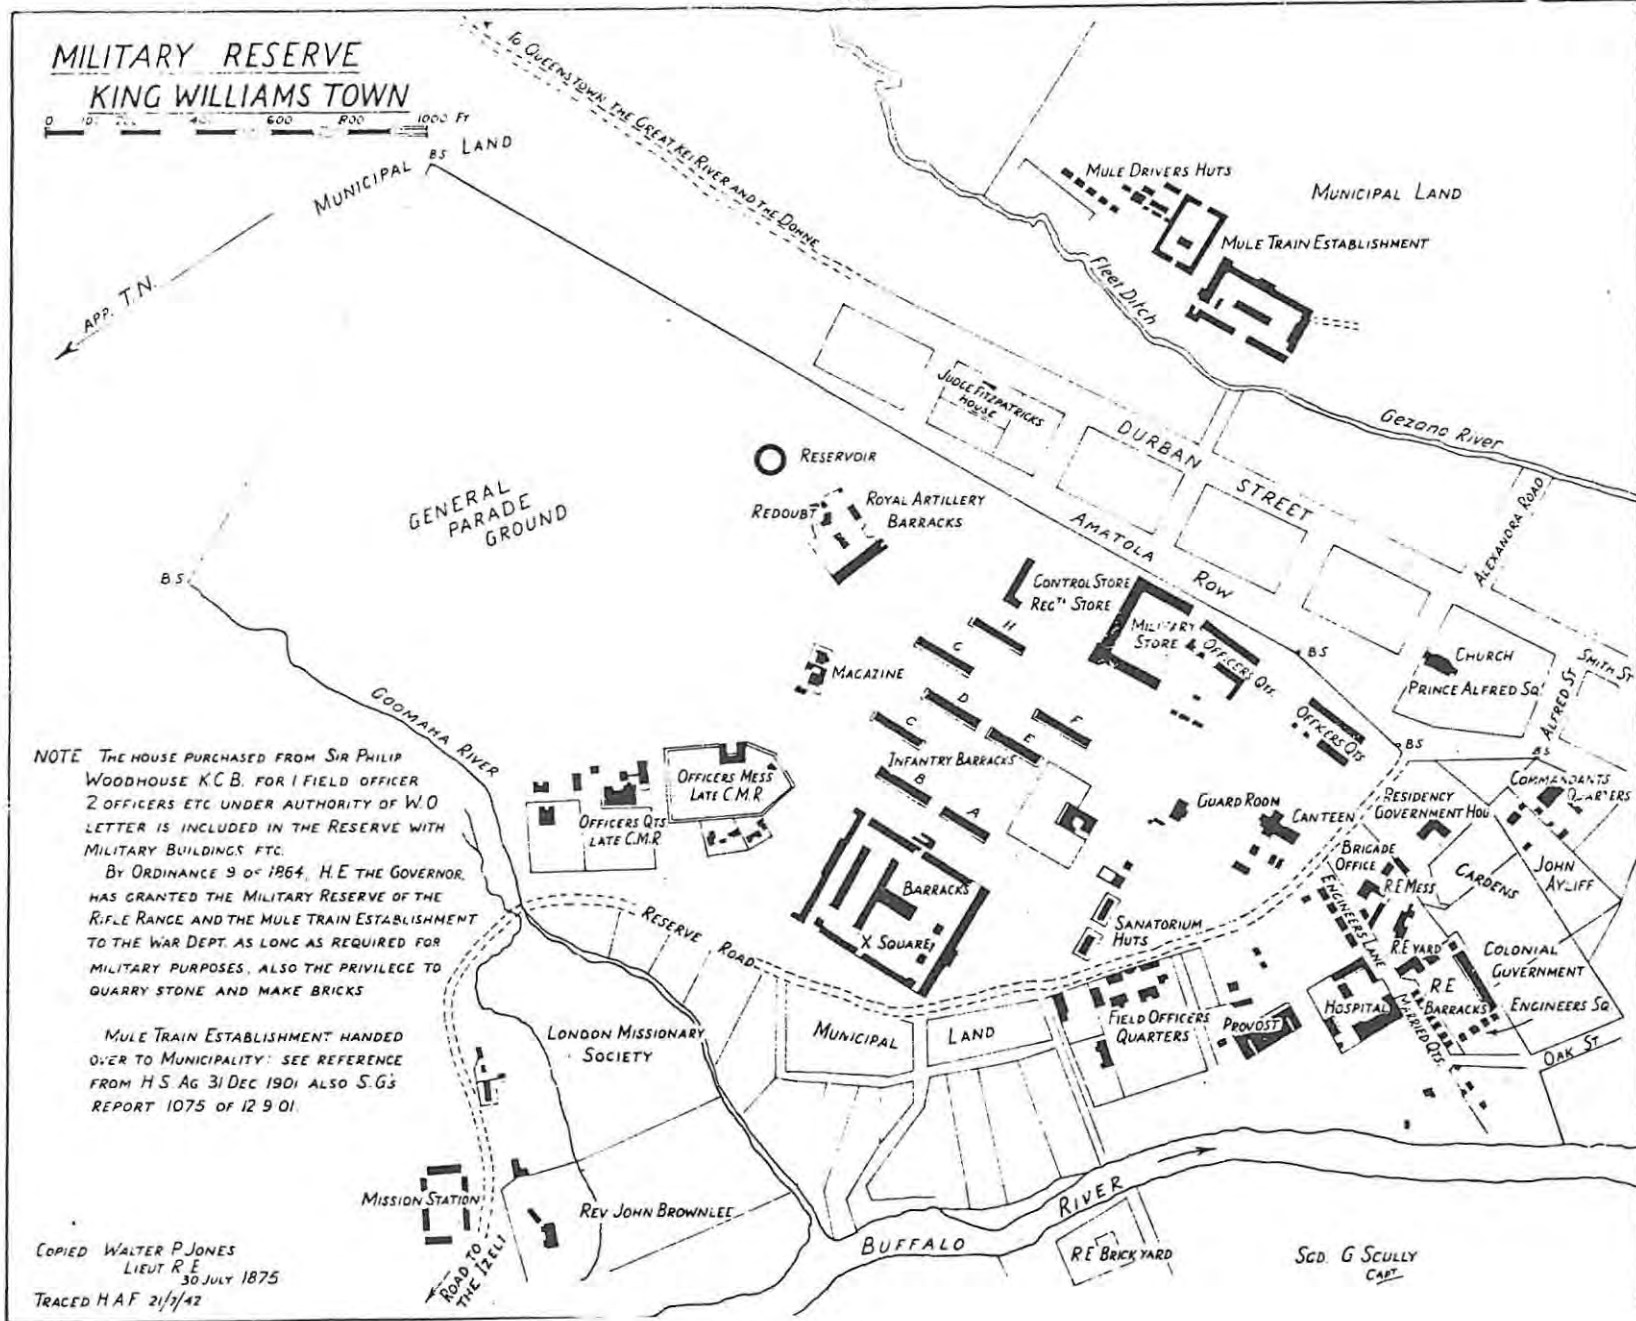 MILITARY RESERVE
KING WILLIAMS TOWN
0 600 800 1000 FT
BS
MUNICIPAL LAND
APP. T.N.
TO QUEENSTOWN THE GREAT KEI RIVER AND THE DOHNE
MULE DRIVERS HUTS
MUNICIPAL LAND
MULE TRAIN ESTABLISHMENT
Fleet Ditch
JUDGE FITZPATRICKS
HOUSE
DURBAN STREET
Gezana River
ALEXANDRA ROAD
RESERVOIR
GENERAL
PARADE
GROUND
REDOUBT
ROYAL ARTILLERY
BARRACKS
AMATOLA ROW
BS
CONTROL STORE
REGTL STORE
MILITARY
STORE & OFFICERS QTS.
BS
H
MAGAZINE
D
C
F
E
INFANTRY BARRACKS
B
A
CHURCH
PRINCE ALFRED SQ
SMITH ST
ALFRED ST
OFFICERS QTS
BS
BS
GOOMAHA RIVER
OFFICERS MESS
LATE C.M.R.
OFFICERS QTS
LATE C.M.R
GUARD ROOM
CANTEEN
RESIDENCY
GOVERNMENT HOU
COMMANDANTS
QUARTERS
BRIGADE
OFFICE
R.E MESS
GARDENS
JOHN
AYLIFF
ENGINEERS LANE
R.E YARD
BARRACKS
X SQUARE
SANATORIUM
HUTS
COLONIAL
GOVERNMENT
ENGINEERS SQ
R.E
BARRACKS
HOSPITAL
MARRIED QTS.
OAK ST
RESERVE ROAD
FIELD OFFICERS
QUARTERS
PROVOST
MUNICIPAL LAND
LONDON MISSIONARY
SOCIETY
NOTE THE HOUSE PURCHASED FROM SIR PHILIP
WOODHOUSE K.C.B. FOR 1 FIELD OFFICER
2 OFFICERS ETC UNDER AUTHORITY OF W.O
LETTER IS INCLUDED IN THE RESERVE WITH
MILITARY BUILDINGS ETC.
BY ORDINANCE 9 OF 1864, H.E THE GOVERNOR
HAS GRANTED THE MILITARY RESERVE OF THE
RIFLE RANGE AND THE MULE TRAIN ESTABLISHMENT
TO THE WAR DEPT. AS LONG AS REQUIRED FOR
MILITARY PURPOSES, ALSO THE PRIVILEGE TO
QUARRY STONE AND MAKE BRICKS
MULE TRAIN ESTABLISHMENT HANDED
OVER TO MUNICIPALITY: SEE REFERENCE
FROM H S. AG 31 DEC 1901 ALSO S.G'S
REPORT 1075 OF 12 9 01.
MISSION STATION
REV JOHN BROWNLEE
ROAD TO
THE IZELI
BUFFALO RIVER
R E BRICKYARD
SGD. G SCULLY
CAPT
COPIED WALTER P JONES
LIEUT R E
30 JULY 1875
TRACED H A F 21/7/42